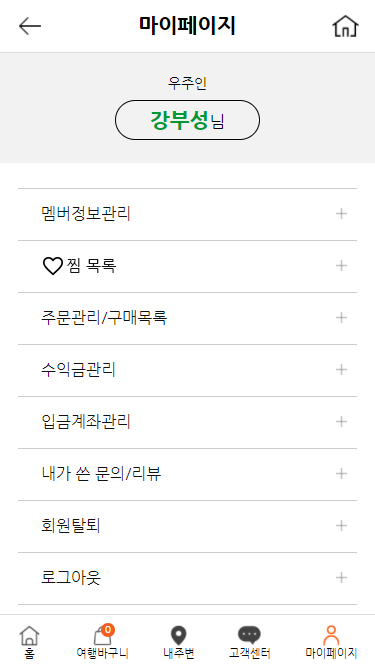 마이페이지
우주인
강부성님
멤버정보관리
찜 목록
주문관리/구매목록
수익금관리
입금계좌관리
내가 쓴 문의/리뷰
회원탈퇴
로그아웃
0
홈 여행바구니 내주변 고객센터 마이페이지